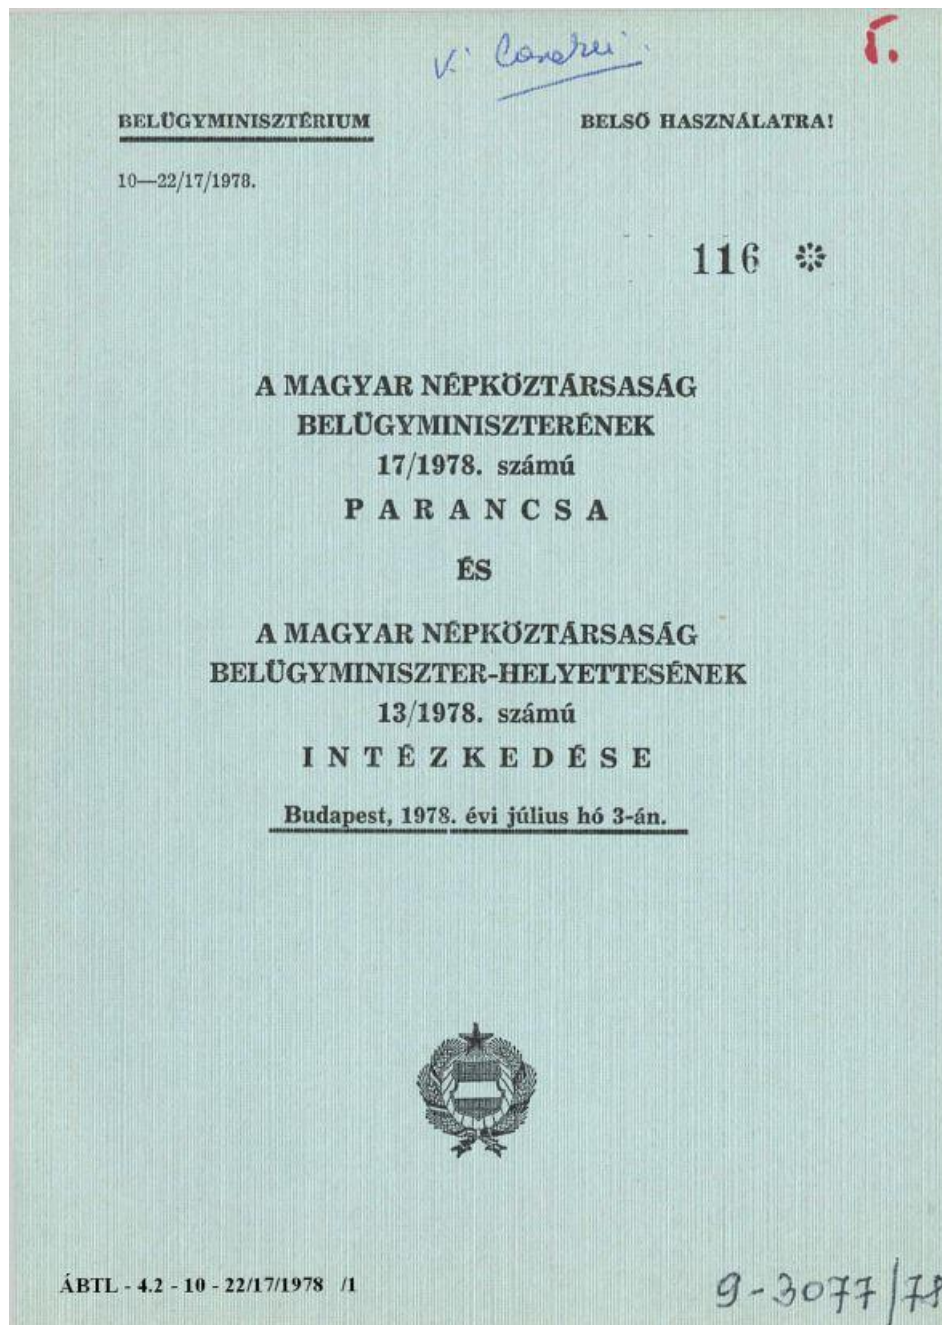 BELÜGYMINISZTÉRIUM
BELSŐ HASZNÁLATRA!
10—22/17/1978.
116
A MAGYAR NÉPKÖZTÁRSASÁG
BELÜGYMINISZTERÉNEK
17/1978. számú
PARANCSA
ÉS
A MAGYAR NÉPKÖZTÁRSASÁG
BELÜGYMINISZTER-HELYETTESÉNEK
13/1978. számú
INTÉZKEDÉSE
Budapest, 1978. évi július hó 3-án.
ÁBTL - 4.2 - 10 - 22/17/1978 /1
9-3077/78